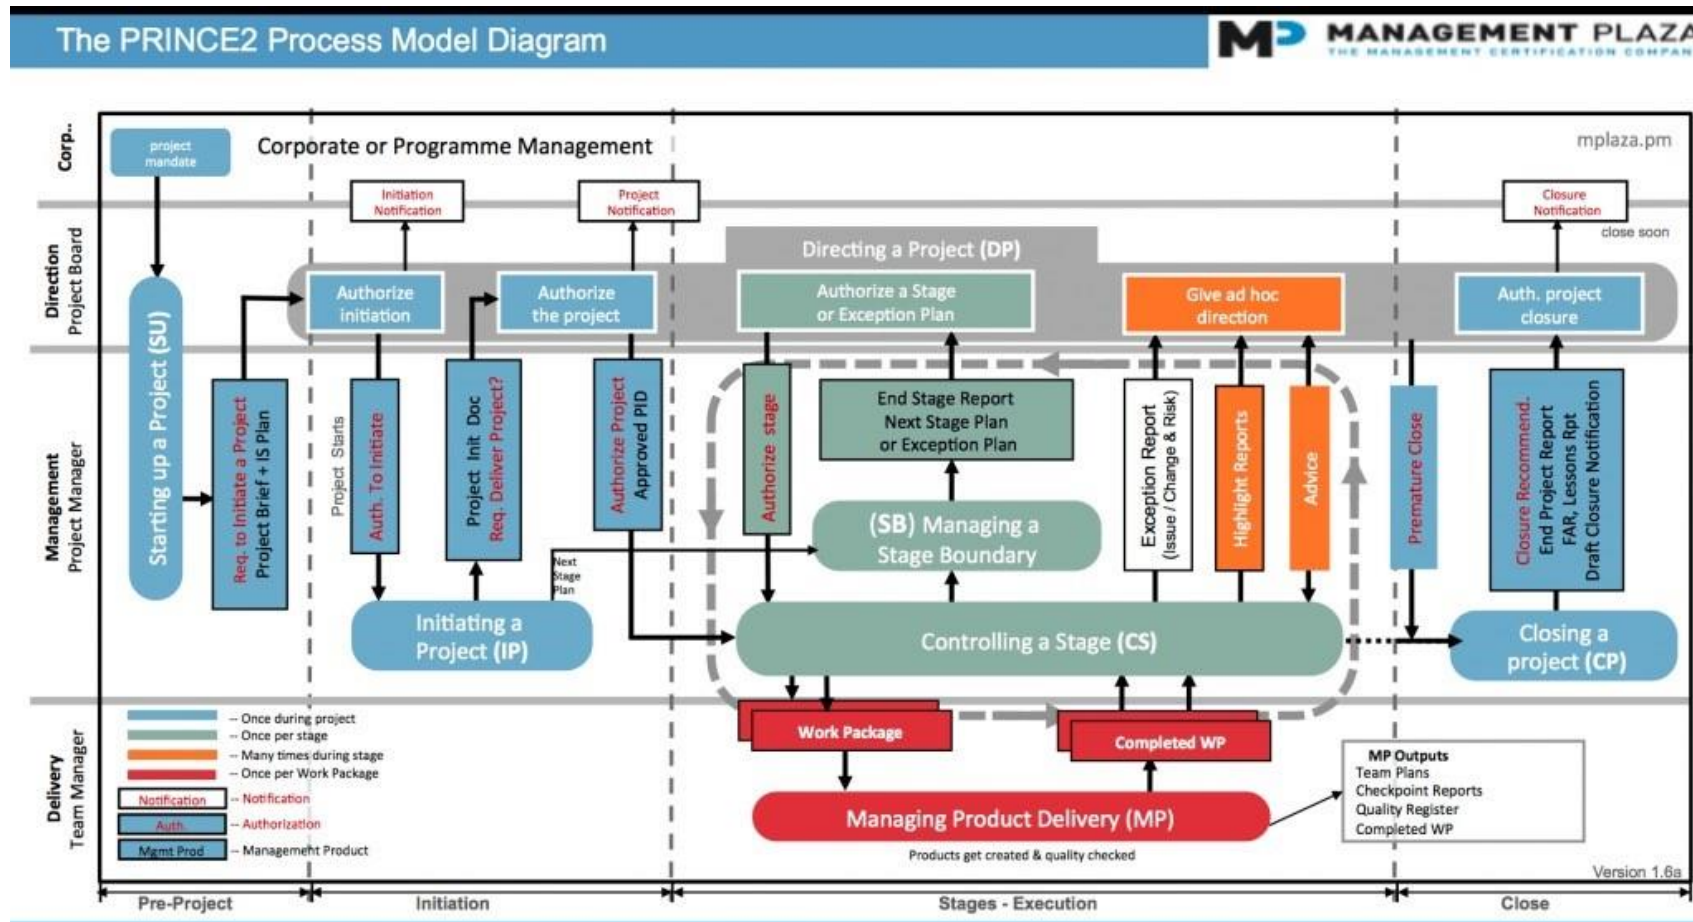 The PRINCE2 Process Model Diagram
MP MANAGEMENT PLAZA
THE MANAGEMENT CERTIFICATION COMPAN
Corp..
project
mandate
Corporate or Programme Management
mplaza.pm
Initiation
Notification
Project
Notification
Closure
Notification
close soon
Direction
Project Board
Directing a Project (DP)
Authorize
initiation
Authorize
the project
Authorize a Stage
or Exception Plan
Give ad hoc
direction
Auth. project
closure
Management
Project Manager
Starting up a Project (SU)
Req. to Initiate a Project
Project Brief + IS Plan
Project Starts
Auth. To Initiate
Project Init Doc
Req. Deliver Project?
Authorize Project
Approved PID
Authorize stage
End Stage Report
Next Stage Plan
or Exception Plan
Exception Report
(Issue / Change & Risk)
Highlight Reports
Advice
Premature Close
Closure Recommend.
End Project Report
FAR, Lessons Rpt
Draft Closure Notification
(SB) Managing a
Stage Boundary
Next
Stage
Plan
Initiating a
Project (IP)
Controlling a Stage (CS)
Closing a
project (CP)
Delivery
Team Manager
-- Once during project
-- Once per stage
-- Many times during stage
-- Once per Work Package
Notification -- Notification
Auth. -- Authorization
Mgmt Prod -- Management Product
Work Package
Completed WP
Managing Product Delivery (MP)
Products get created & quality checked
MP Outputs
Team Plans
Checkpoint Reports
Quality Register
Completed WP
Version 1.6a
Pre-Project
Initiation
Stages - Execution
Close